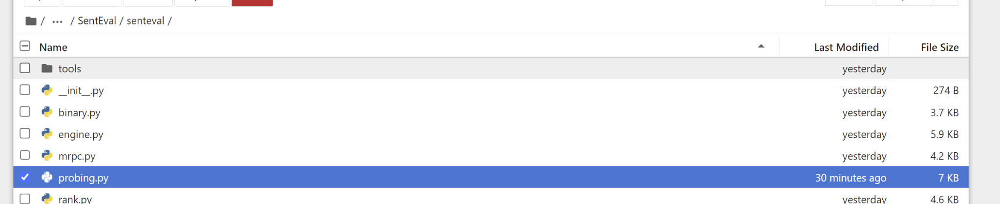 / ... / SentEval / senteval /
Name Last Modified File Size
tools yesterday
__init__.py yesterday 274 B
binary.py yesterday 3.7 KB
engine.py yesterday 5.9 KB
mrpc.py yesterday 4.2 KB
probing.py 30 minutes ago 7 KB
rank.py yesterday 4.6 KB